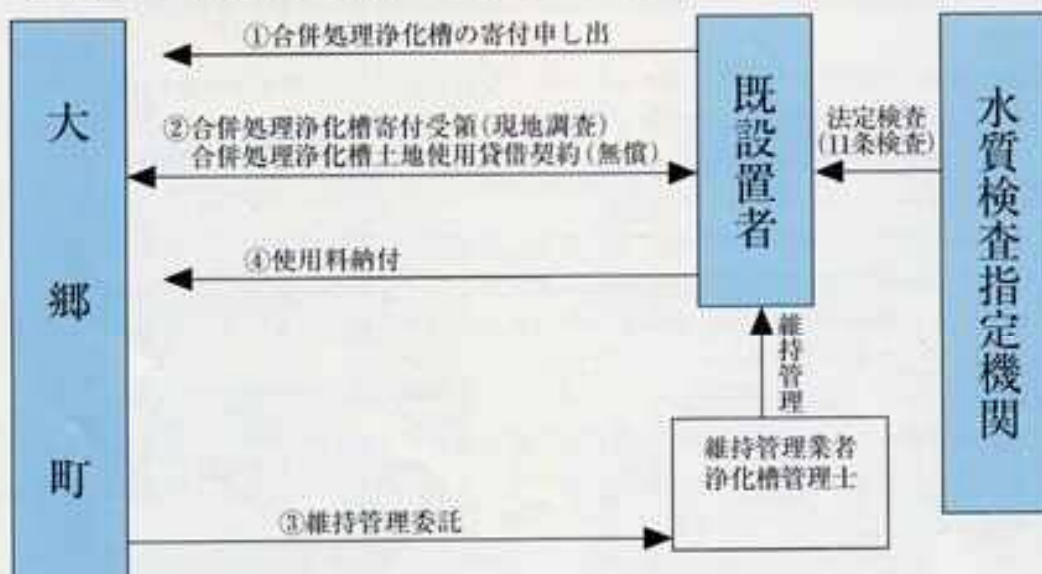 大郷町
①合併処理浄化槽の寄付申し出
②合併処理浄化槽寄付受領(現地調査)
合併処理浄化槽土地使用貸借契約(無償)
④使用料納付
③維持管理委託
既設置者
維持管理
維持管理業者
浄化槽管理士
法定検査
(11条検査)
水質検査指定機関